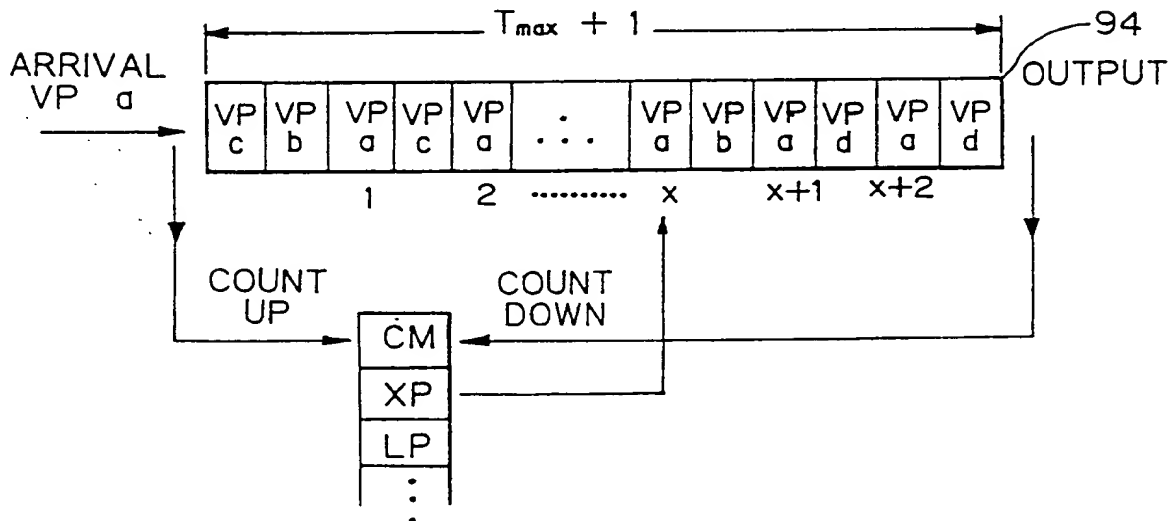 Tmax + 1
94
ARRIVAL
VP a
OUTPUT
VP c VP b VP a VP c VP a ... VP a VP b VP a VP d VP a VP d
1 2 .......... x x+1 x+2
COUNT
UP
COUNT
DOWN
CM
XP
LP